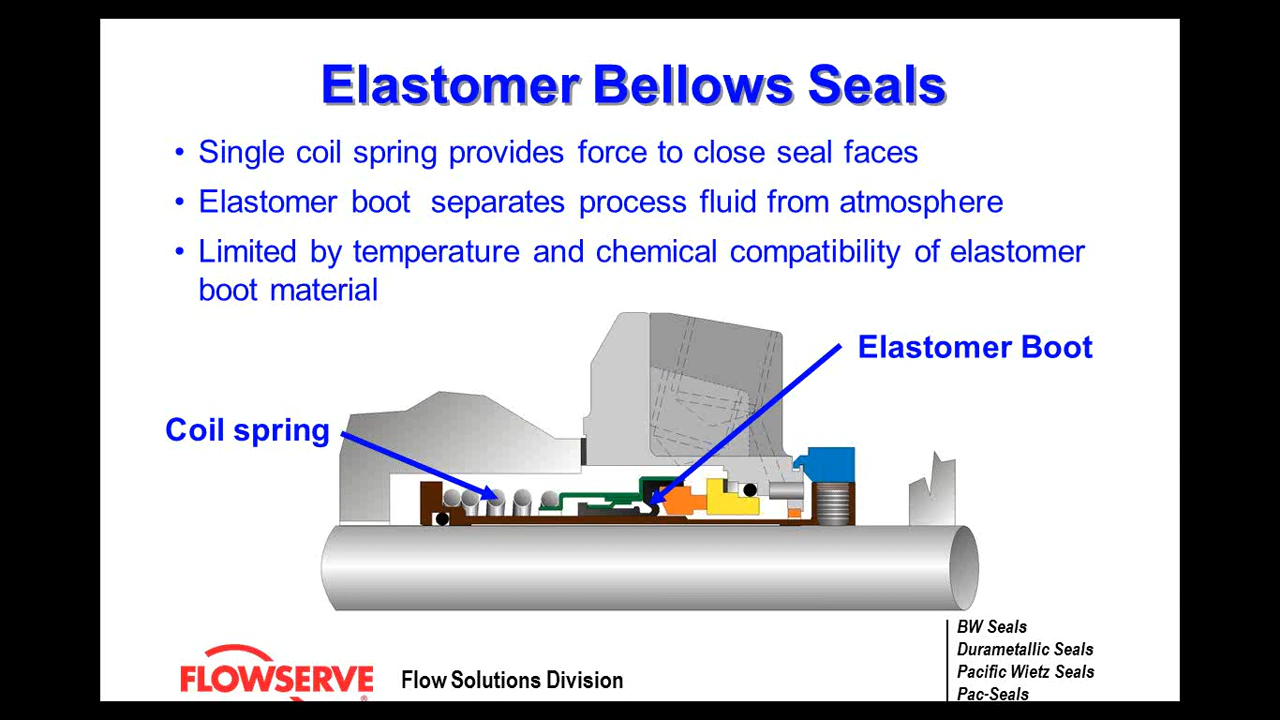 Elastomer Bellows Seals
• Single coil spring provides force to close seal faces
• Elastomer boot separates process fluid from atmosphere
• Limited by temperature and chemical compatibility of elastomer
boot material
Elastomer Boot
Coil spring
FLOWSERVE
®
Flow Solutions Division
BW Seals
Durametallic Seals
Pacific Wietz Seals
Pac-Seals